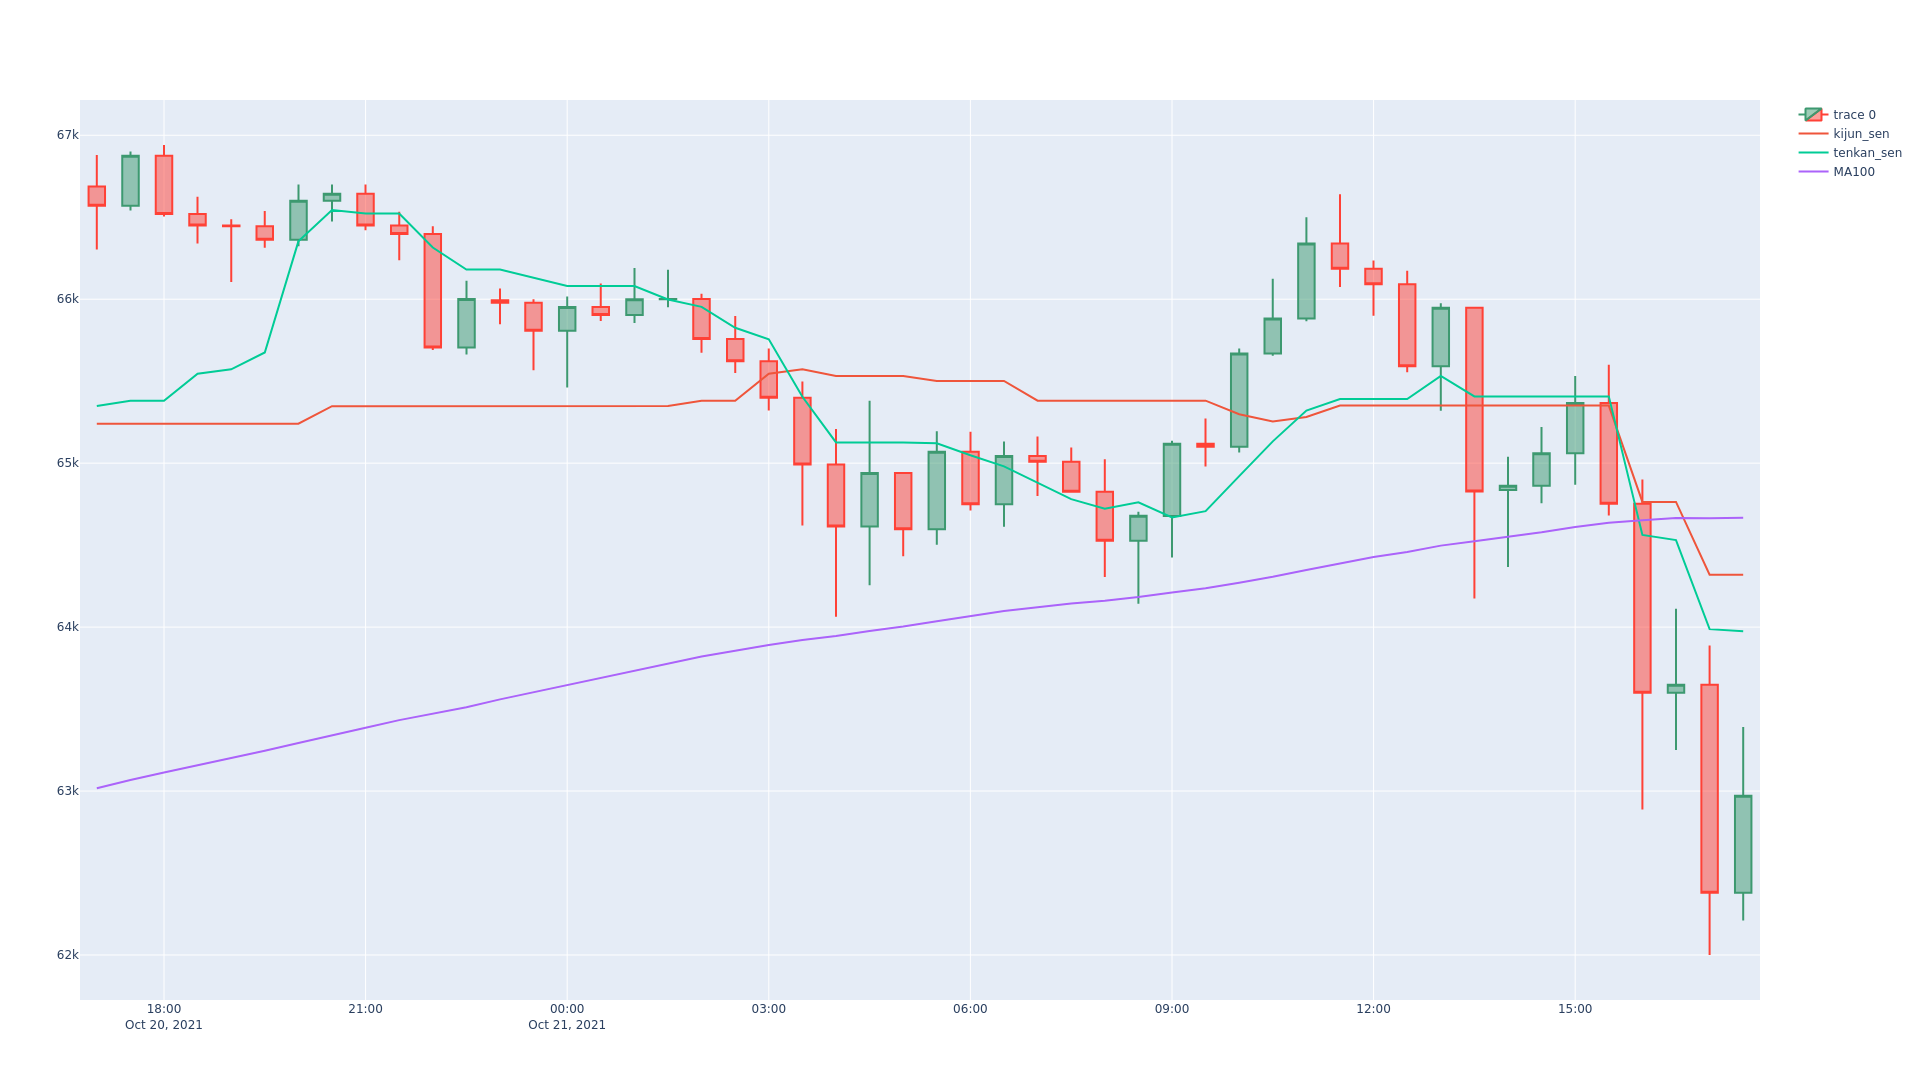 67k
66k
65k
64k
63k
62k
18:00
Oct 20, 2021
21:00
00:00
Oct 21, 2021
03:00
06:00
09:00
12:00
15:00
trace 0
kijun_sen
tenkan_sen
MA100